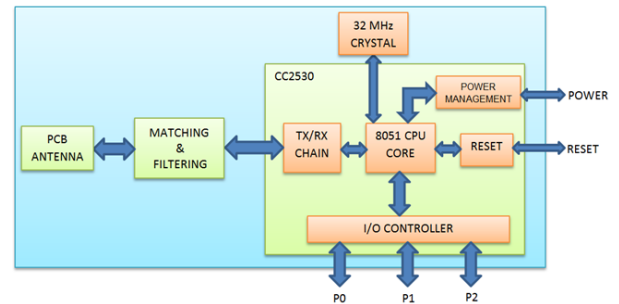 32 MHz
CRYSTAL
CC2530
POWER
MANAGEMENT
POWER
PCB
ANTENNA
MATCHING
&
FILTERING
TX/RX
CHAIN
8051 CPU
CORE
RESET
RESET
I/O CONTROLLER
P0
P1
P2